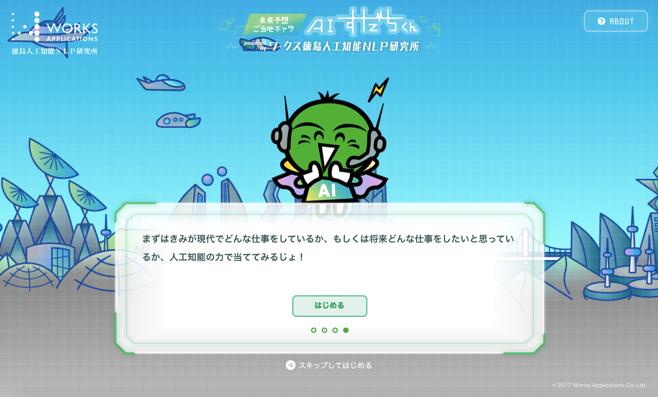 WORKS
APPLICATIONS
徳島人工知能NLP研究所
未来予想
ご当地キャラ
AIすだちくん
powered by
ワークス徳島人工知能NLP研究所
ABOUT
AI
まずはきみが現代でどんな仕事をしているか、もしくは将来どんな仕事をしたいと思ってい
るか、人工知能の力で当ててみるじょ！
はじめる
スキップしてはじめる
© 2017 Works Applications Co.,Ltd.